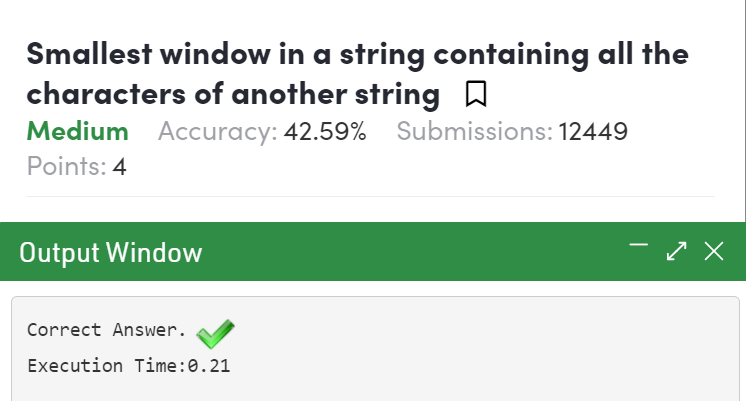 Smallest window in a string containing all the
characters of another string
Medium Accuracy: 42.59% Submissions: 12449
Points: 4
Output Window
Correct Answer.
Execution Time:0.21